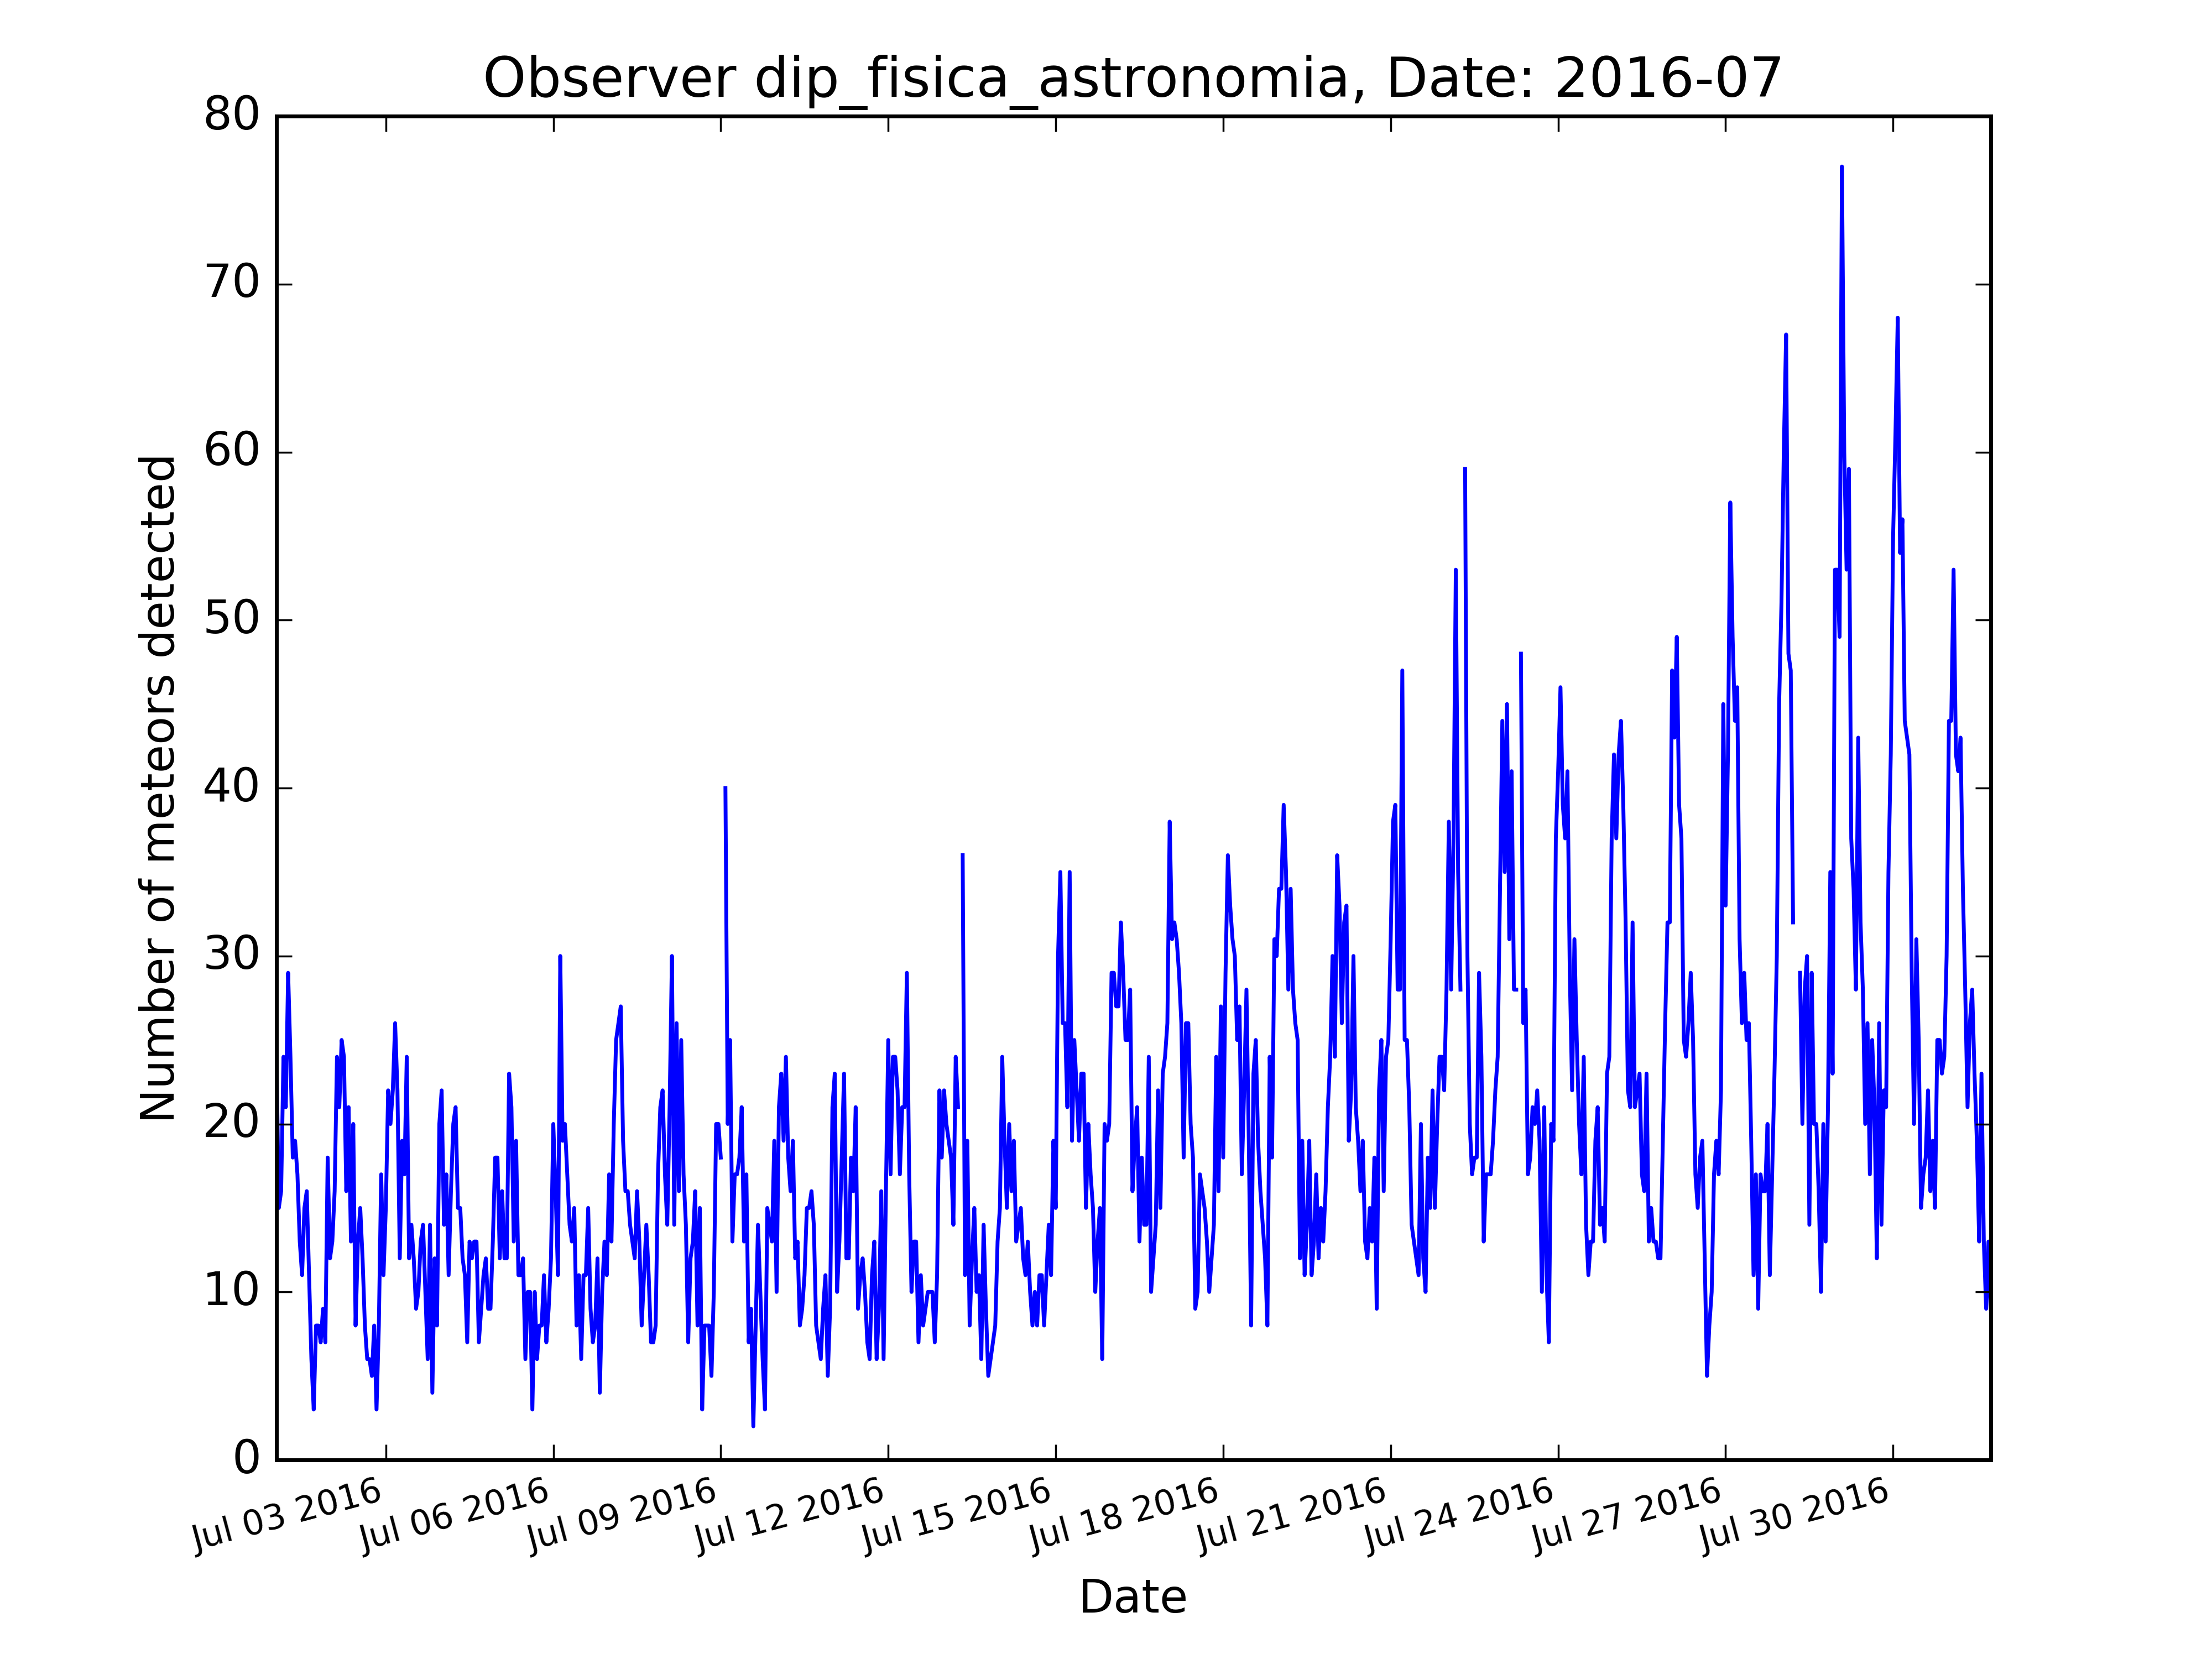 Observer dip_fisica_astronomia, Date: 2016-07
80
70
60
50
40
30
20
10
0
Number of meteors detected
Jul 03 2016
Jul 06 2016
Jul 09 2016
Jul 12 2016
Jul 15 2016
Jul 18 2016
Jul 21 2016
Jul 24 2016
Jul 27 2016
Jul 30 2016
Date